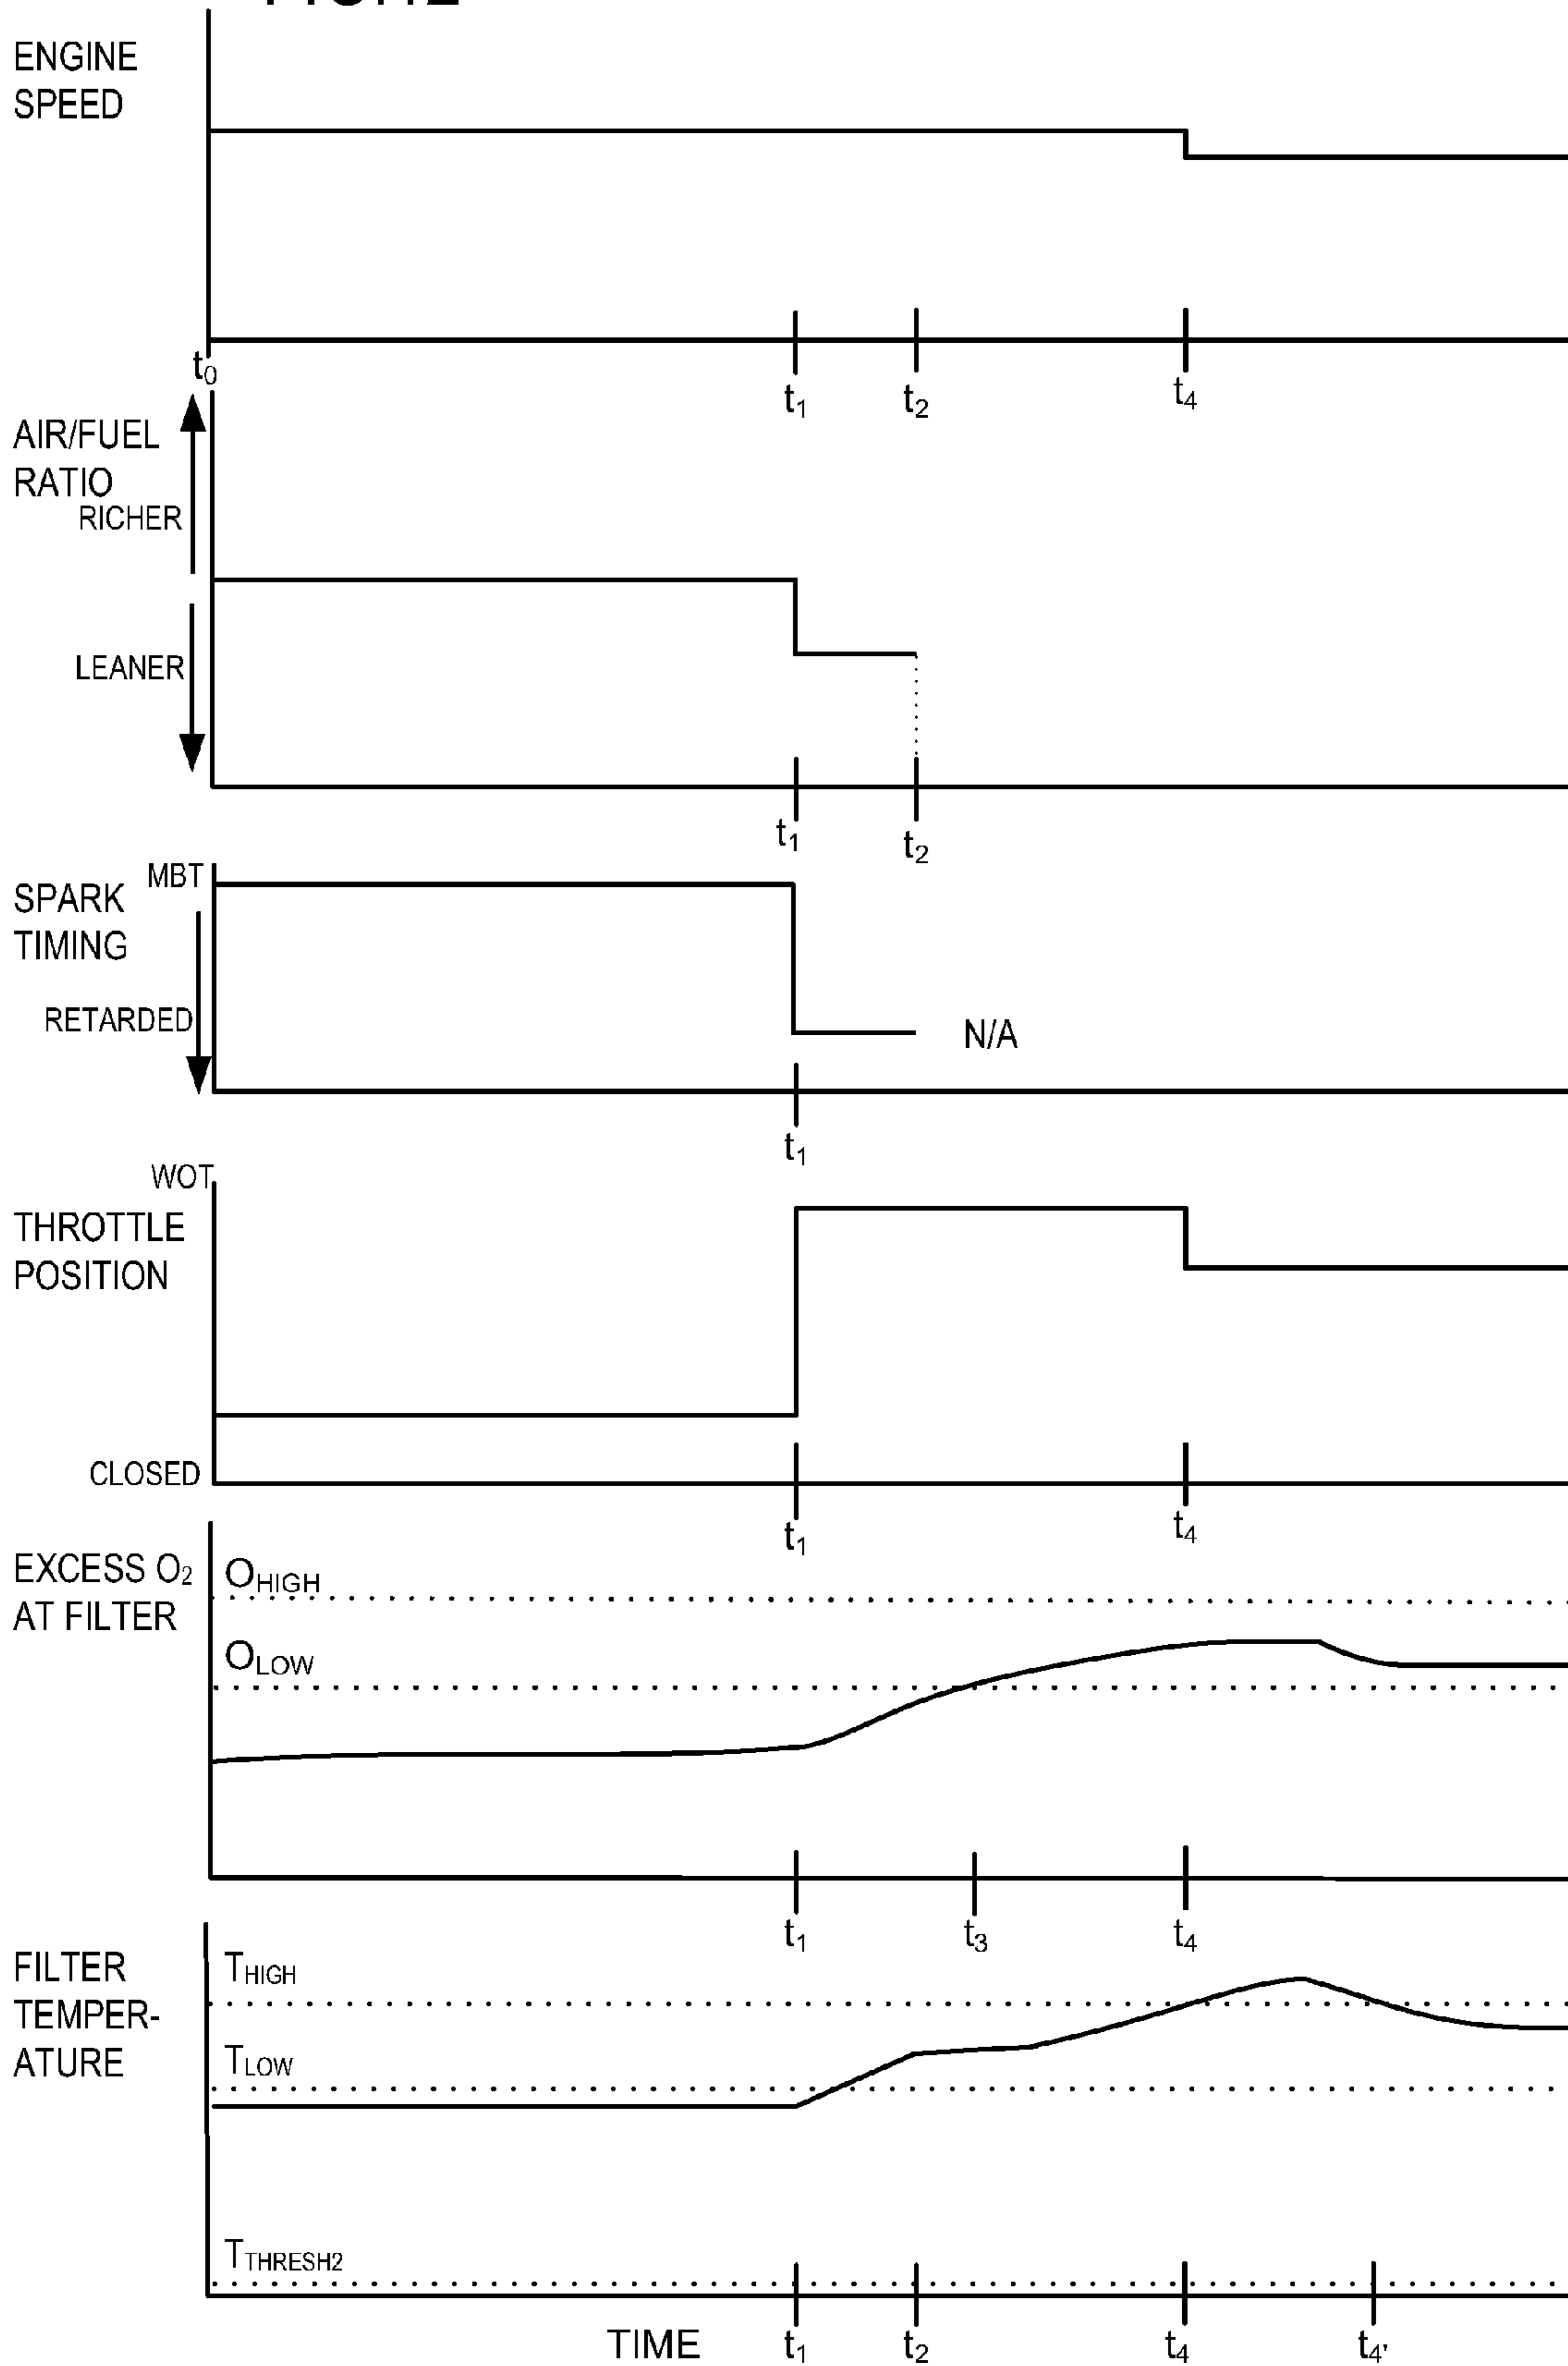 ENGINE
SPEED
t0
t1
t2
t4
AIR/FUEL
RATIO
RICHER
LEANER
t1
t2
MBT
SPARK
TIMING
RETARDED
N/A
t1
WOT
THROTTLE
POSITION
CLOSED
t1
t4
EXCESS O2
AT FILTER
OHIGH
OLOW
t1
t3
t4
FILTER
TEMPER-
ATURE
THIGH
TLOW
TTHRESH2
TIME
t1
t2
t4
t4'